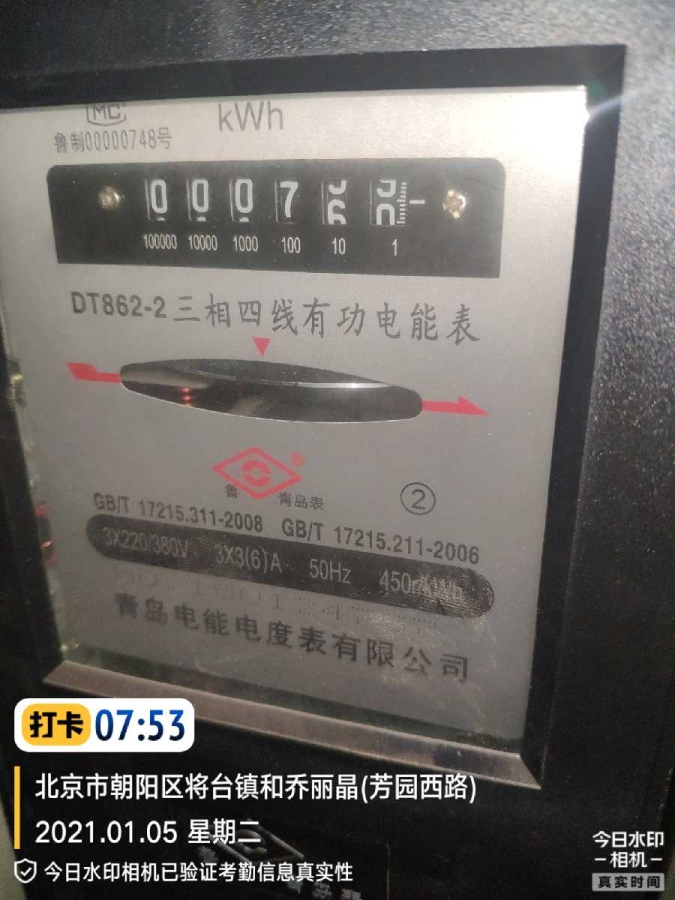 MC
kWh
鲁制00000748号
0 0 0 7
100000 10000 1000 100 10 1
DT862-2三相四线有功电能表
鲁 青岛表 ®
②
GB/T 17215.311-2008 GB/T 17215.211-2006
3X220/380V 3X3(6)A 50Hz 450r/kWh
青岛电能电度表有限公司
打卡 07:53
北京市朝阳区将台镇和乔丽晶(芳园西路)
2021.01.05 星期二
今日水印相机已验证考勤信息真实性
今日水印
-相机-
真实时间